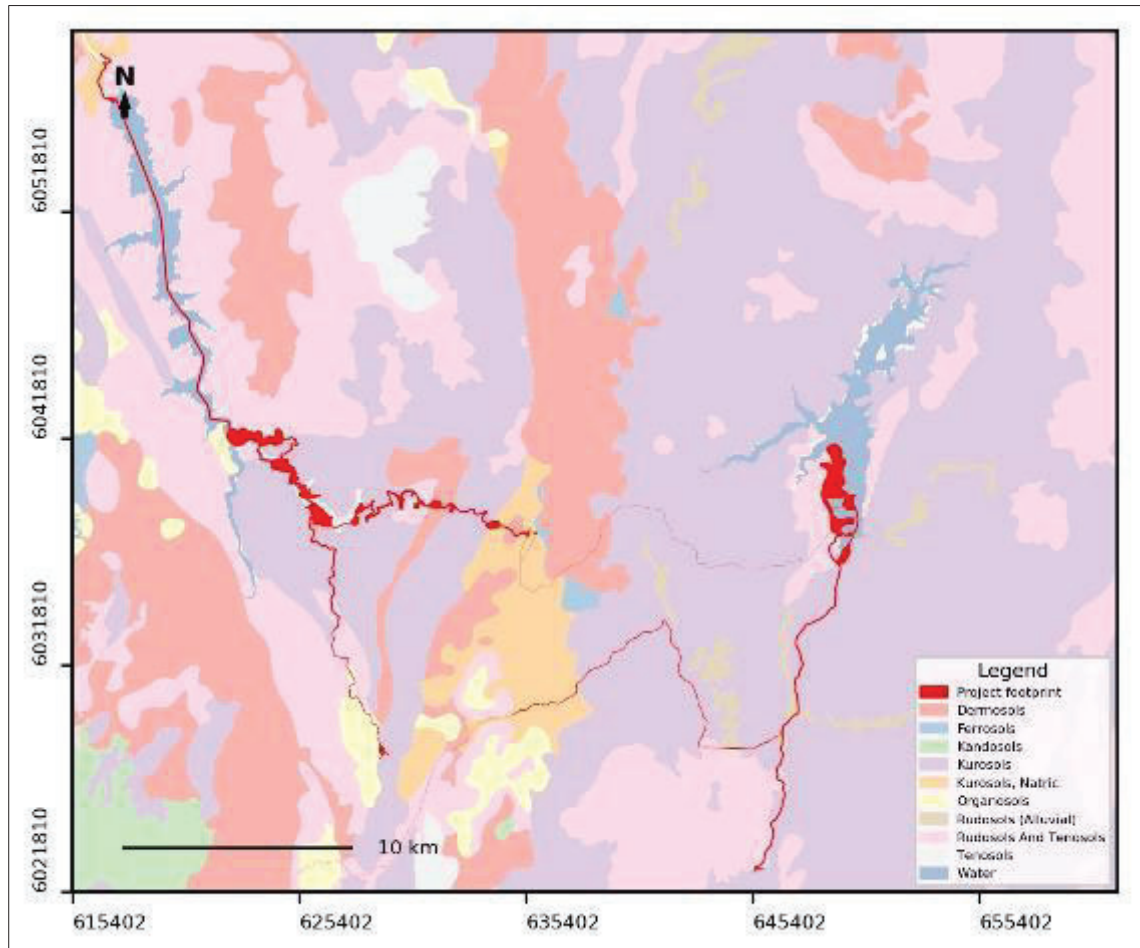 N
6051810
6041810
6031810
6021810
10 km
615402
625402
635402
645402
655402
Legend
Project footprint
Dermosols
Ferrosols
Kandosols
Kurosols
Kurosols, Natric
Organosols
Rudosols (Alluvial)
Rudosols And Tenosols
Tenosols
Water